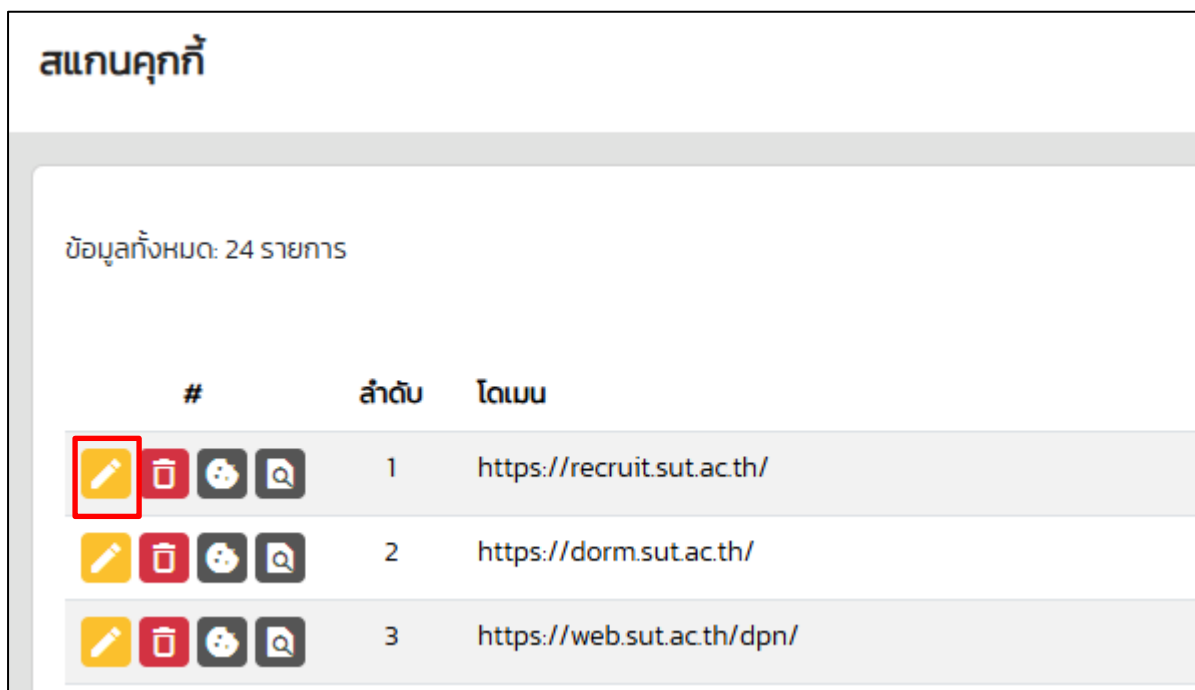 สแกนคุกกี้
ข้อมูลทั้งหมด: 24 รายการ
# ลำดับ โดเมน
1 https://recruit.sut.ac.th/
2 https://dorm.sut.ac.th/
3 https://web.sut.ac.th/dpn/